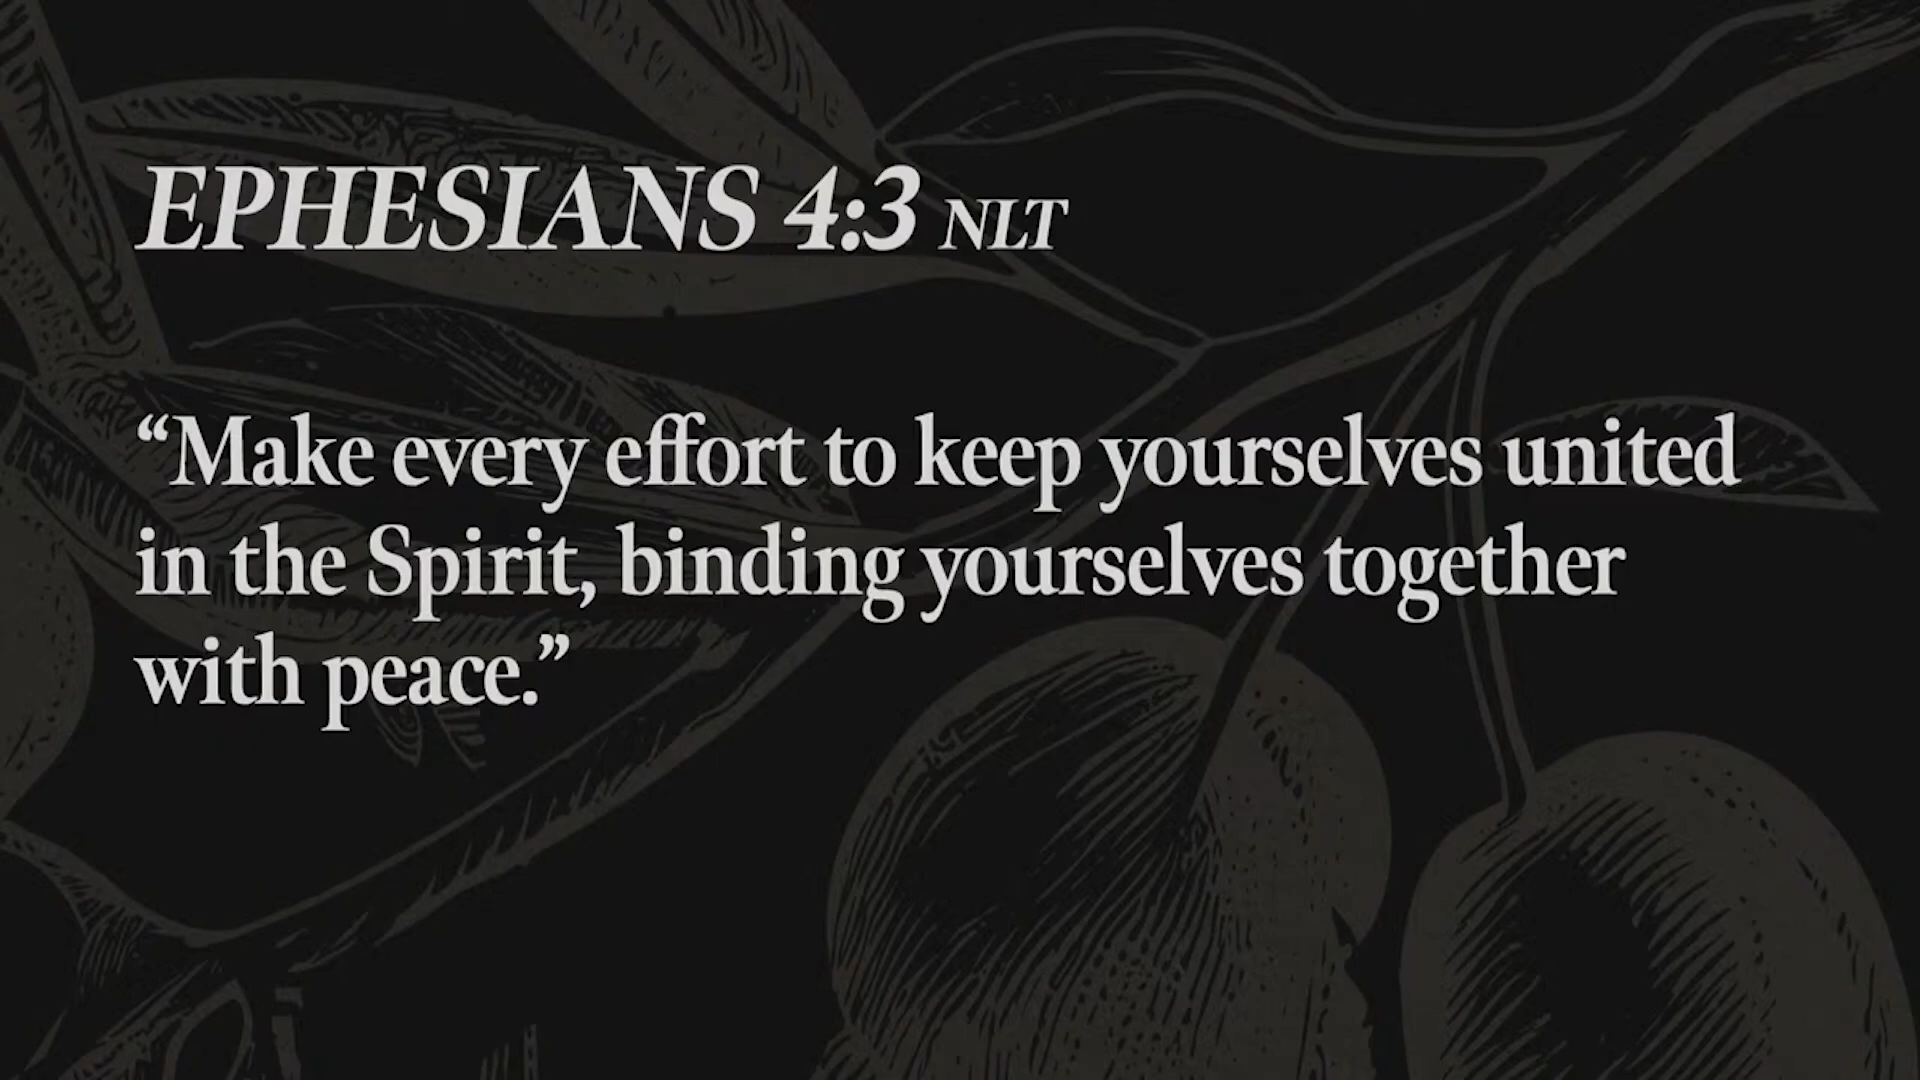 EPHESIANS 4:3 NLT
“Make every effort to keep yourselves united
in the Spirit, binding yourselves together
with peace.”